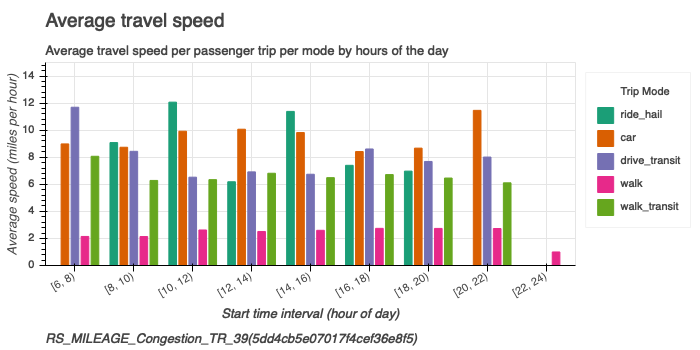 Average travel speed
Average travel speed per passenger trip per mode by hours of the day
Average speed (miles per hour)
14
12
10
8
6
4
2
0
[6, 8)
[8, 10)
[10, 12)
[12, 14)
[14, 16)
[16, 18)
[18, 20)
[20, 22)
[22, 24)
Start time interval (hour of day)
Trip Mode
ride_hail
car
drive_transit
walk
walk_transit
RS_MILEAGE_Congestion_TR_39(5dd4cb5e07017f4cef36e8f5)